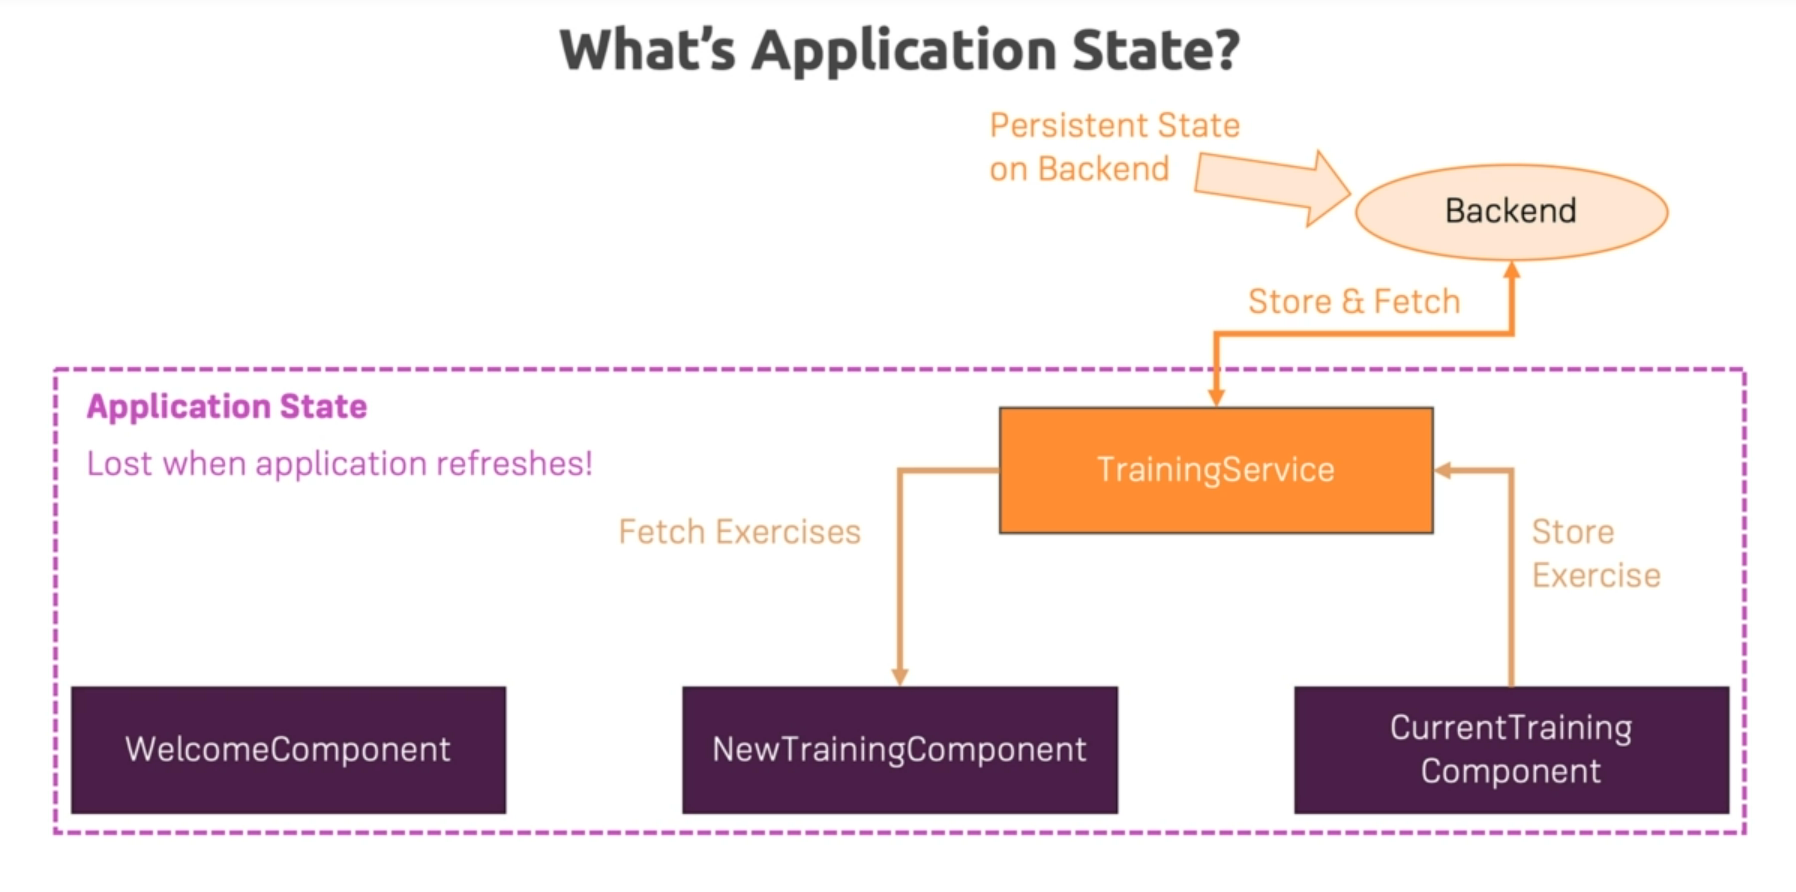 What’s Application State?
Persistent State
on Backend
Backend
Store & Fetch
Application State
Lost when application refreshes!
TrainingService
Fetch Exercises
Store
Exercise
WelcomeComponent
NewTrainingComponent
CurrentTraining
Component